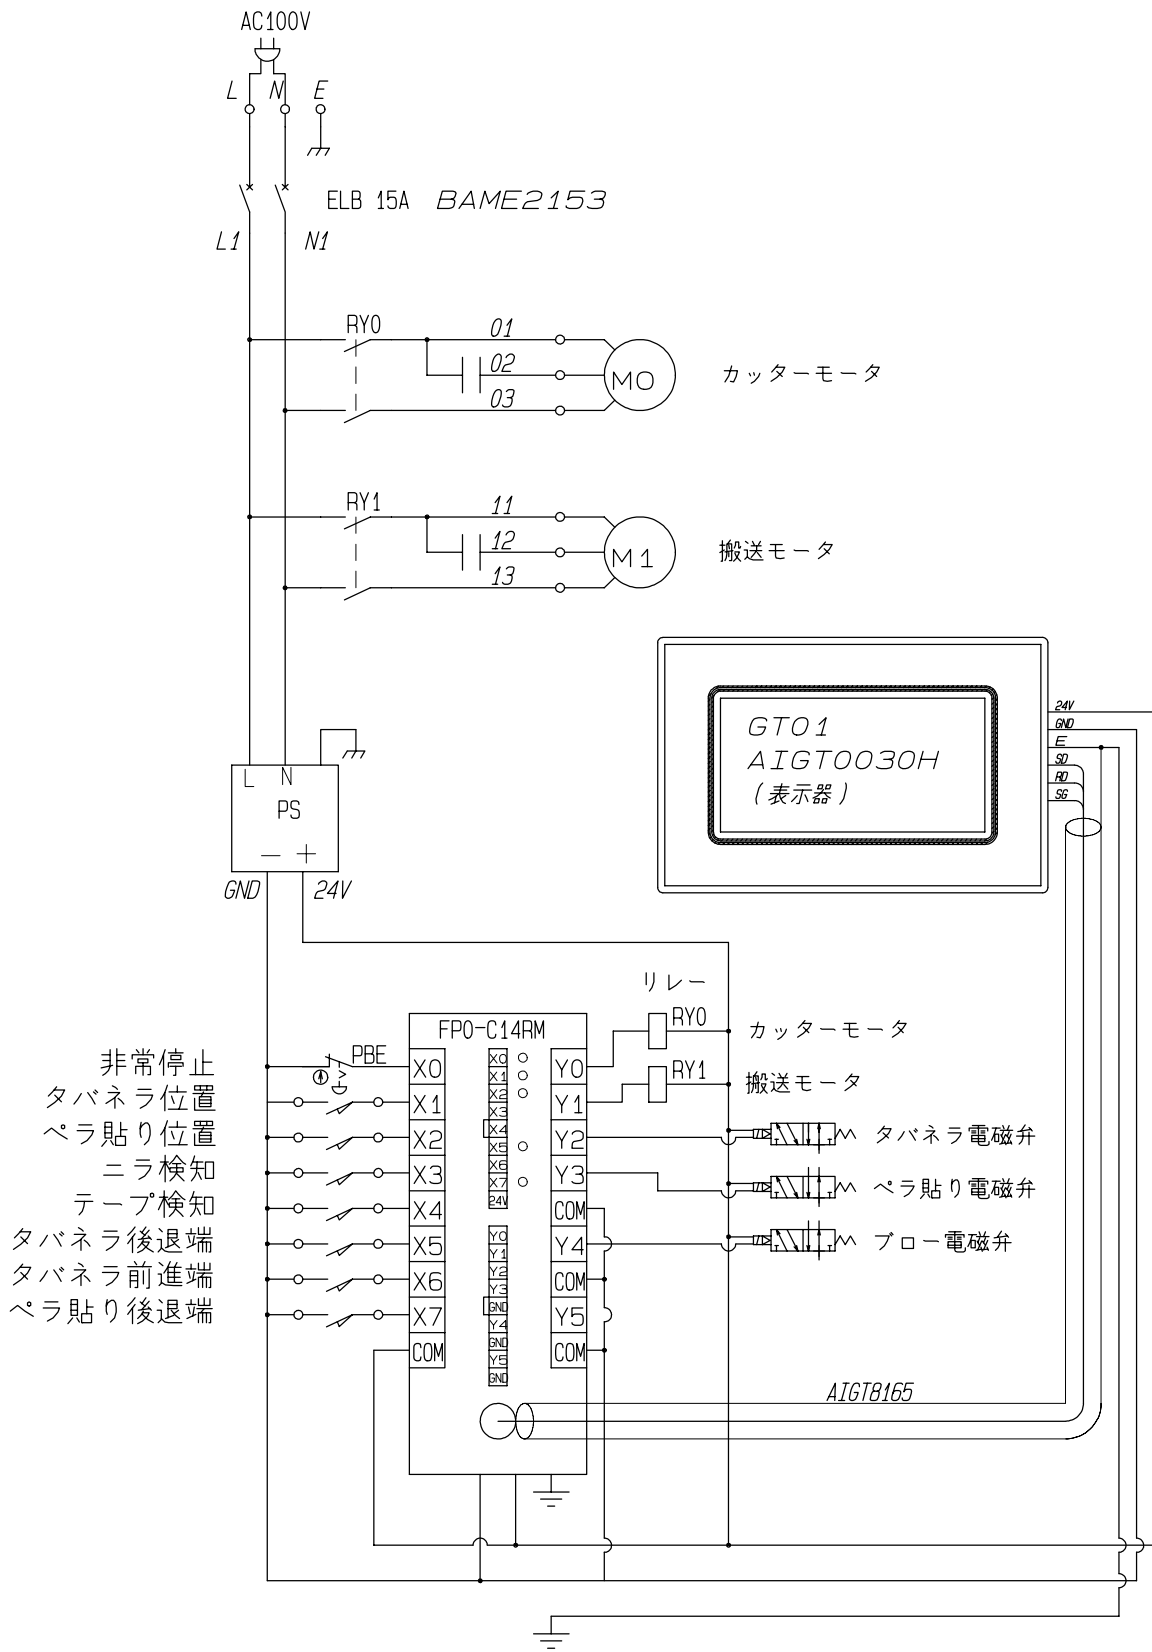 AC100V
L N E
ELB 15A BAME2153
L1 N1
RY0 01
02 M0 カッターモータ
03
RY1 11
12 M1 搬送モータ
13
24V
GND
E
SD
RD
SG
GT01
AIGT0030H
(表示器)
L N
PS
− +
GND 24V
リレー
FP0-C14RM
RY0 カッターモータ
RY1 搬送モータ
非常停止 PBE X0 Y0
タバネラ位置 X1 Y1
ペラ貼り位置 X2 Y2 タバネラ電磁弁
ニラ検知 X3 Y3 ペラ貼り電磁弁
テープ検知 X4 COM
タバネラ後退端 X5 Y4 ブロー電磁弁
タバネラ前進端 X6 COM
ペラ貼り後退端 X7 Y5
COM COM
X0
X1
X2
X3
X4
X5
X6
X7
24V
Y0
Y1
Y2
Y3
GND
Y4
GND
Y5
GND
AIGT8165